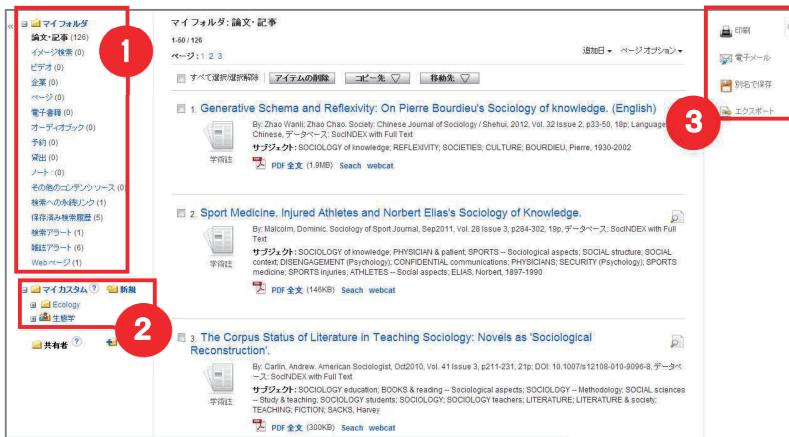 マイフォルダ
論文・記事 (126)
イメージ検索 (0)
ビデオ (0)
企業 (0)
ページ (0)
電子書籍 (0)
オーディオブック (0)
予約 (0)
貸出 (0)
ノート: (0)
その他のコンテンツ ソース (0)
検索への永続リンク (1)
保存済み検索履歴 (5)
検索アラート (1)
雑誌アラート (6)
Web ページ (1)
1
マイ カスタム 新規
Ecology
生態学
2
共有者
マイ フォルダ: 論文・記事
1-50 / 126
ページ: 1 2 3
追加日 ページ オプション
すべて選択/選択解除 アイテムの削除 コピー先 ▽ 移動先 ▽
1. Generative Schema and Reflexivity: On Pierre Bourdieu's Sociology of knowledge. (English)
By: Zhao Wanli; Zhao Chao. Society: Chinese Journal of Sociology / Shehui, 2012, Vol. 32 Issue 2, p33-50, 18p; Language:
Chinese, データベース: SocINDEX with Full Text
サブジェクト: SOCIOLOGY of knowledge; REFLEXIVITY; SOCIETIES; CULTURE; BOURDIEU, Pierre, 1930-2002
学術誌
PDF 全文 (1.9MB) Seach webcat
2. Sport Medicine, Injured Athletes and Norbert Elias's Sociology of Knowledge.
By: Malcolm, Dominic. Sociology of Sport Journal, Sep2011, Vol. 28 Issue 3, p284-302, 19p, データベース: SocINDEX with Full
Text
サブジェクト: SOCIOLOGY of knowledge; PHYSICIAN & patient; SPORTS -- Sociological aspects; SOCIAL structure; SOCIAL
context; DISENGAGEMENT (Psychology); CONFIDENTIAL communications; PHYSICIANS; SECURITY (Psychology); SPORTS
medicine; SPORTS injuries; ATHLETES -- Social aspects; ELIAS, Norbert, 1897-1990
学術誌
PDF 全文 (146KB) Seach webcat
3. The Corpus Status of Literature in Teaching Sociology: Novels as 'Sociological
Reconstruction'.
By: Carlin, Andrew. American Sociologist, Oct2010, Vol. 41 Issue 3, p211-231, 21p; DOI: 10.1007/s12108-010-9096-8, データベ
ース: SocINDEX with Full Text
サブジェクト: SOCIOLOGY education; BOOKS & reading -- Sociological aspects; SOCIOLOGY -- Methodology; SOCIAL sciences
-- Study & teaching; SOCIOLOGY students; SOCIOLOGY; SOCIOLOGY teachers; LITERATURE; LITERATURE & society;
TEACHING; FICTION; SACKS, Harvey
学術誌
PDF 全文 (300KB) Seach webcat
印刷
電子メール
別名で保存
エクスポート
3